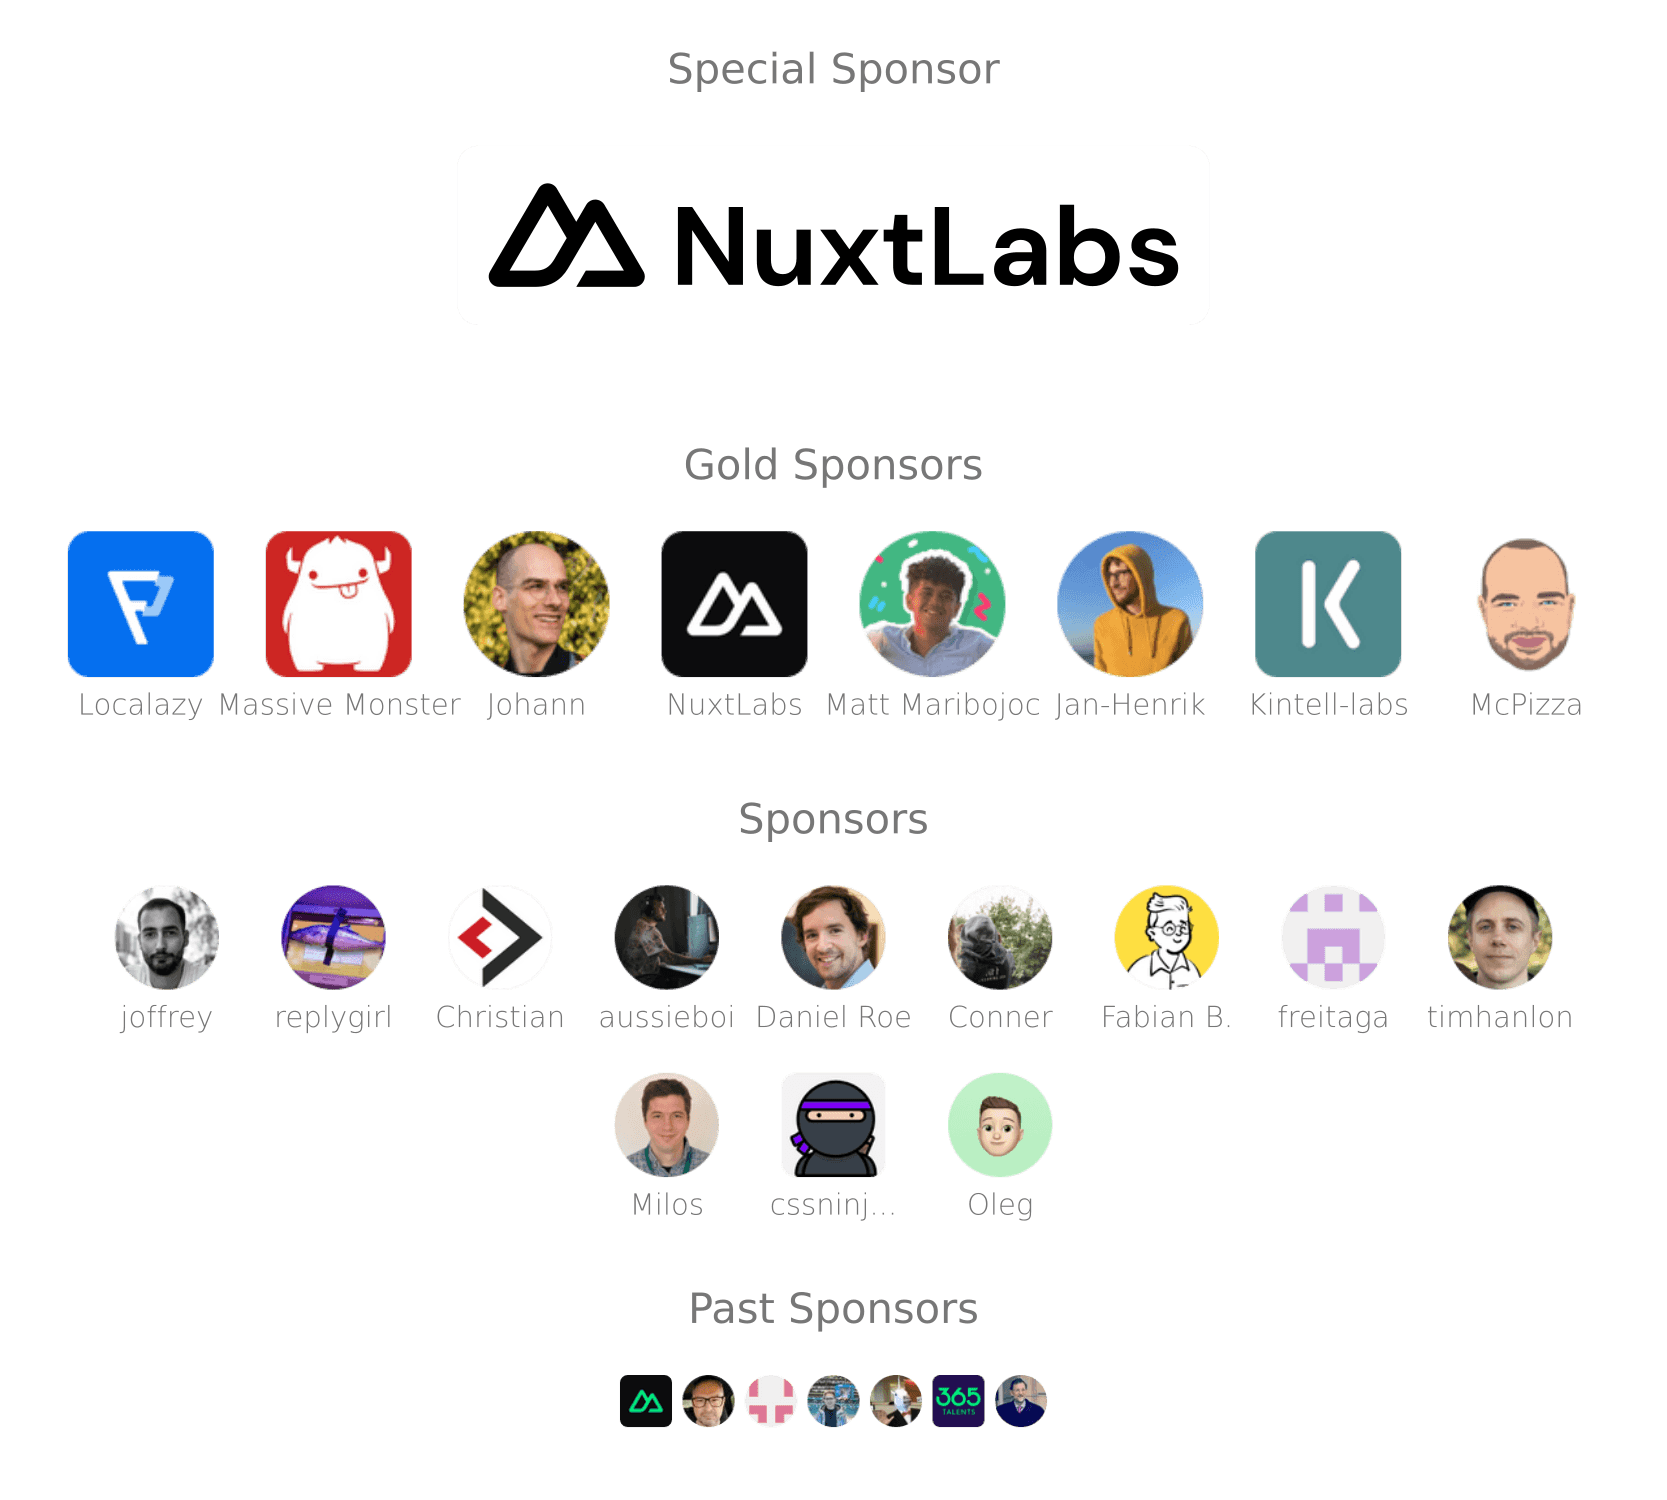 Special Sponsor
NuxtLabs
Gold Sponsors
Localazy Massive Monster Johann NuxtLabs Matt Maribojoc Jan-Henrik Kintell-labs McPizza
Sponsors
joffrey replygirl Christian aussieboi Daniel Roe Conner Fabian B. freitaga timhanlon
Milos cssninj... Oleg
Past Sponsors
365
TALENTS